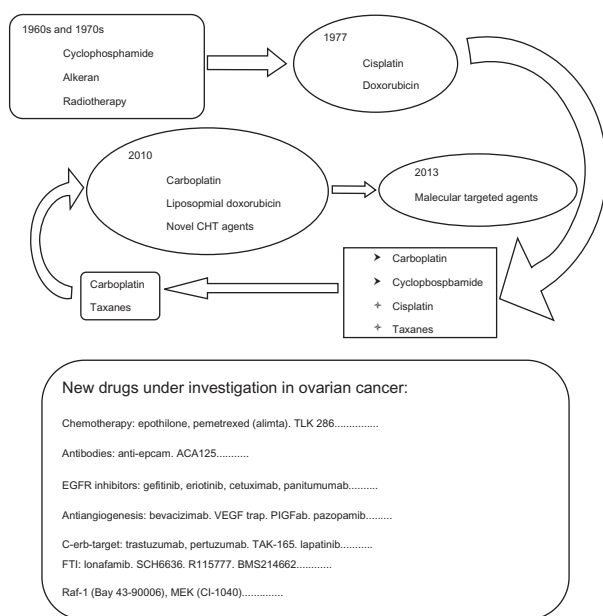 1960s and 1970s
Cyclophosphamide
Alkeran
Radiotherapy
1977
Cisplatin
Doxorubicin
2010
Carboplatin
Liposopmial doxorubicin
Novel CHT agents
2013
Molecular targeted agents
Carboplatin
Cyclopbospbamide
Cisplatin
Taxanes
Carboplatin
Taxanes
New drugs under investigation in ovarian cancer:
Chemotherapy: epothilone, pemetrexed (alimta). TLK 286...............
Antibodies: anti-epcam. ACA125...........
EGFR inhibitors: gefitinib, eriotinib, cetuximab, panitumumab..........
Antiangiogenesis: bevacizimab. VEGF trap. PIGFab. pazopamib.........
C-erb-target: trastuzumab, pertuzumab. TAK-165. lapatinib...........
FTI: lonafamib. SCH6636. R115777. BMS214662............
Raf-1 (Bay 43-90006), MEK (CI-1040)..............